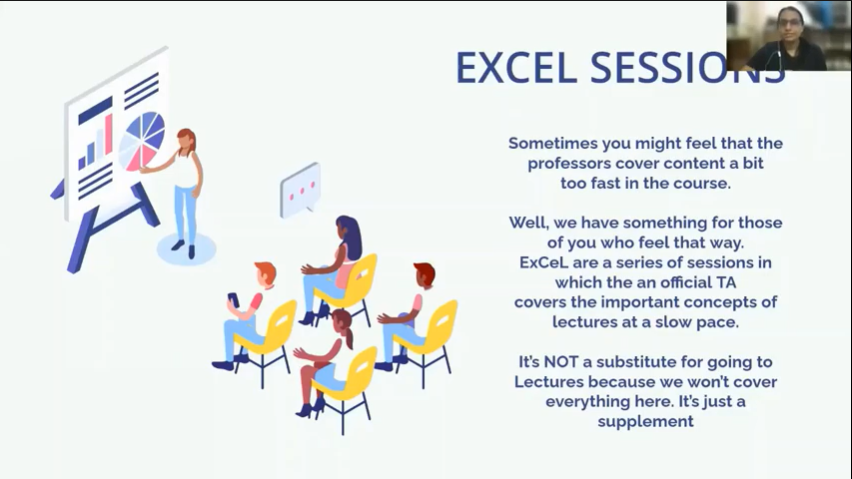 EXCEL SESSIONS
Sometimes you might feel that the
professors cover content a bit
too fast in the course.
Well, we have something for those
of you who feel that way.
ExCeL are a series of sessions in
which the an official TA
covers the important concepts of
lectures at a slow pace.
It's NOT a substitute for going to
Lectures because we won't cover
everything here. It's just a
supplement